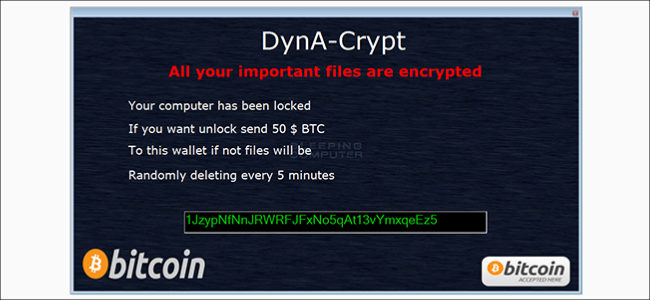 DynA-Crypt
All your important files are encrypted
Your computer has been locked
If you want unlock send 50 $ BTC
To this wallet if not files will be
BLEEPING
COMPUTER
Randomly deleting every 5 minutes
1JzypNfNnJRWRFJFxNo5qAt13vYmxqeEz5
bitcoin
bitcoin
ACCEPTED HERE